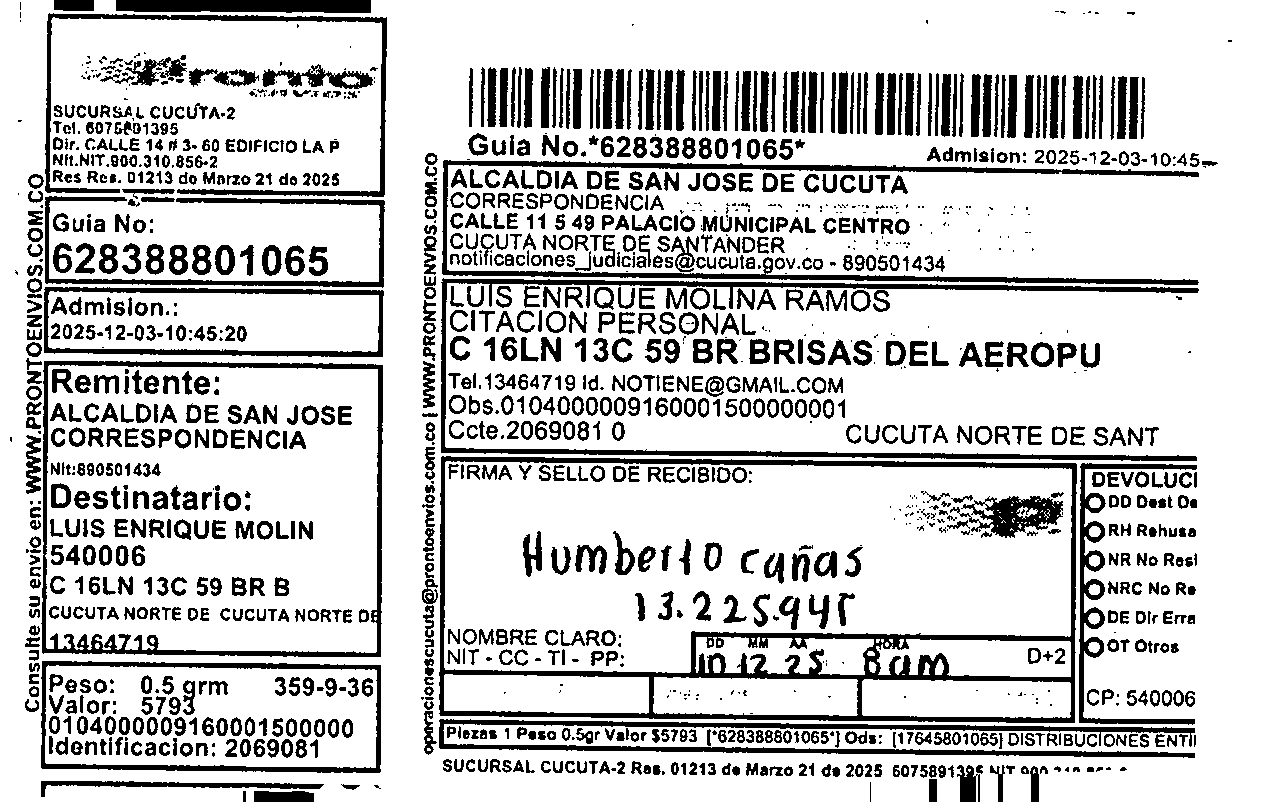 Pronto
SUCURSAL CUCUTA-2
Tel. 6075891395
Dir. CALLE 14 # 3- 60 EDIFICIO LA P
Nit.NIT.900.310.856-2
Res Res. 01213 de Marzo 21 de 2025
Guia No:
628388801065
Admision.:
2025-12-03-10:45:20
Remitente:
ALCALDIA DE SAN JOSE
CORRESPONDENCIA
Nit:890501434
Destinatario:
LUIS ENRIQUE MOLIN
540006
C 16LN 13C 59 BR B
CUCUTA NORTE DE CUCUTA NORTE DE
13464719
Peso: 0.5 grm 359-9-36
Valor: 5793
01040000091600015000000
Identificacion: 2069081
Consulte su envio en: WWW.PRONTOENVIOS.COM.CO
operacionescucuta@prontoenvios.com.co | WWW.PRONTOENVIOS.COM.CO
Guia No.*628388801065*
Admision: 2025-12-03-10:45
ALCALDIA DE SAN JOSE DE CUCUTA
CORRESPONDENCIA
CALLE 11 5 49 PALACIO MUNICIPAL CENTRO
CUCUTA NORTE DE SANTANDER
notificaciones_judiciales@cucuta.gov.co - 890501434
LUIS ENRIQUE MOLINA RAMOS
CITACION PERSONAL
C 16LN 13C 59 BR BRISAS DEL AEROPU
Tel.13464719 Id. NOTIENE@GMAIL.COM
Obs.010400000916000150000​0001
Ccte.2069081 0
CUCUTA NORTE DE SANT
FIRMA Y SELLO DE RECIBIDO:
Humberto cañas
13.225.945
NOMBRE CLARO:
NIT - CC - TI - PP:
DD MM AA HORA
10 12 25 8am
D+2
DEVOLUCI
DD Dest De
RH Rehusa
NR No Resi
NRC No Re
DE Dir Erra
OT Otros
CP: 540006
Piezas 1 Peso 0.5gr Valor $5793 [*628388801065*] Ods: [17645801065] DISTRIBUCIONES ENTI
SUCURSAL CUCUTA-2 Res. 01213 de Marzo 21 de 2025 6075891395 NIT